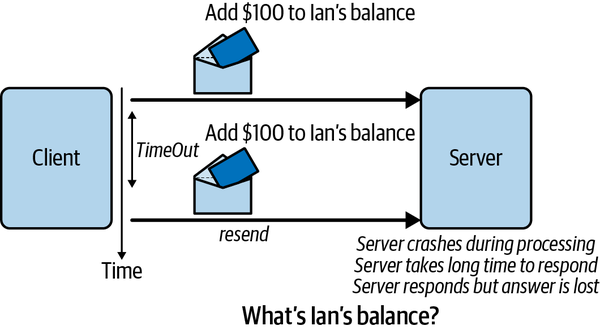 Add $100 to Ian's balance
Client
TimeOut
Add $100 to Ian's balance
Server
resend
Time
Server crashes during processing
Server takes long time to respond
Server responds but answer is lost
What's Ian's balance?